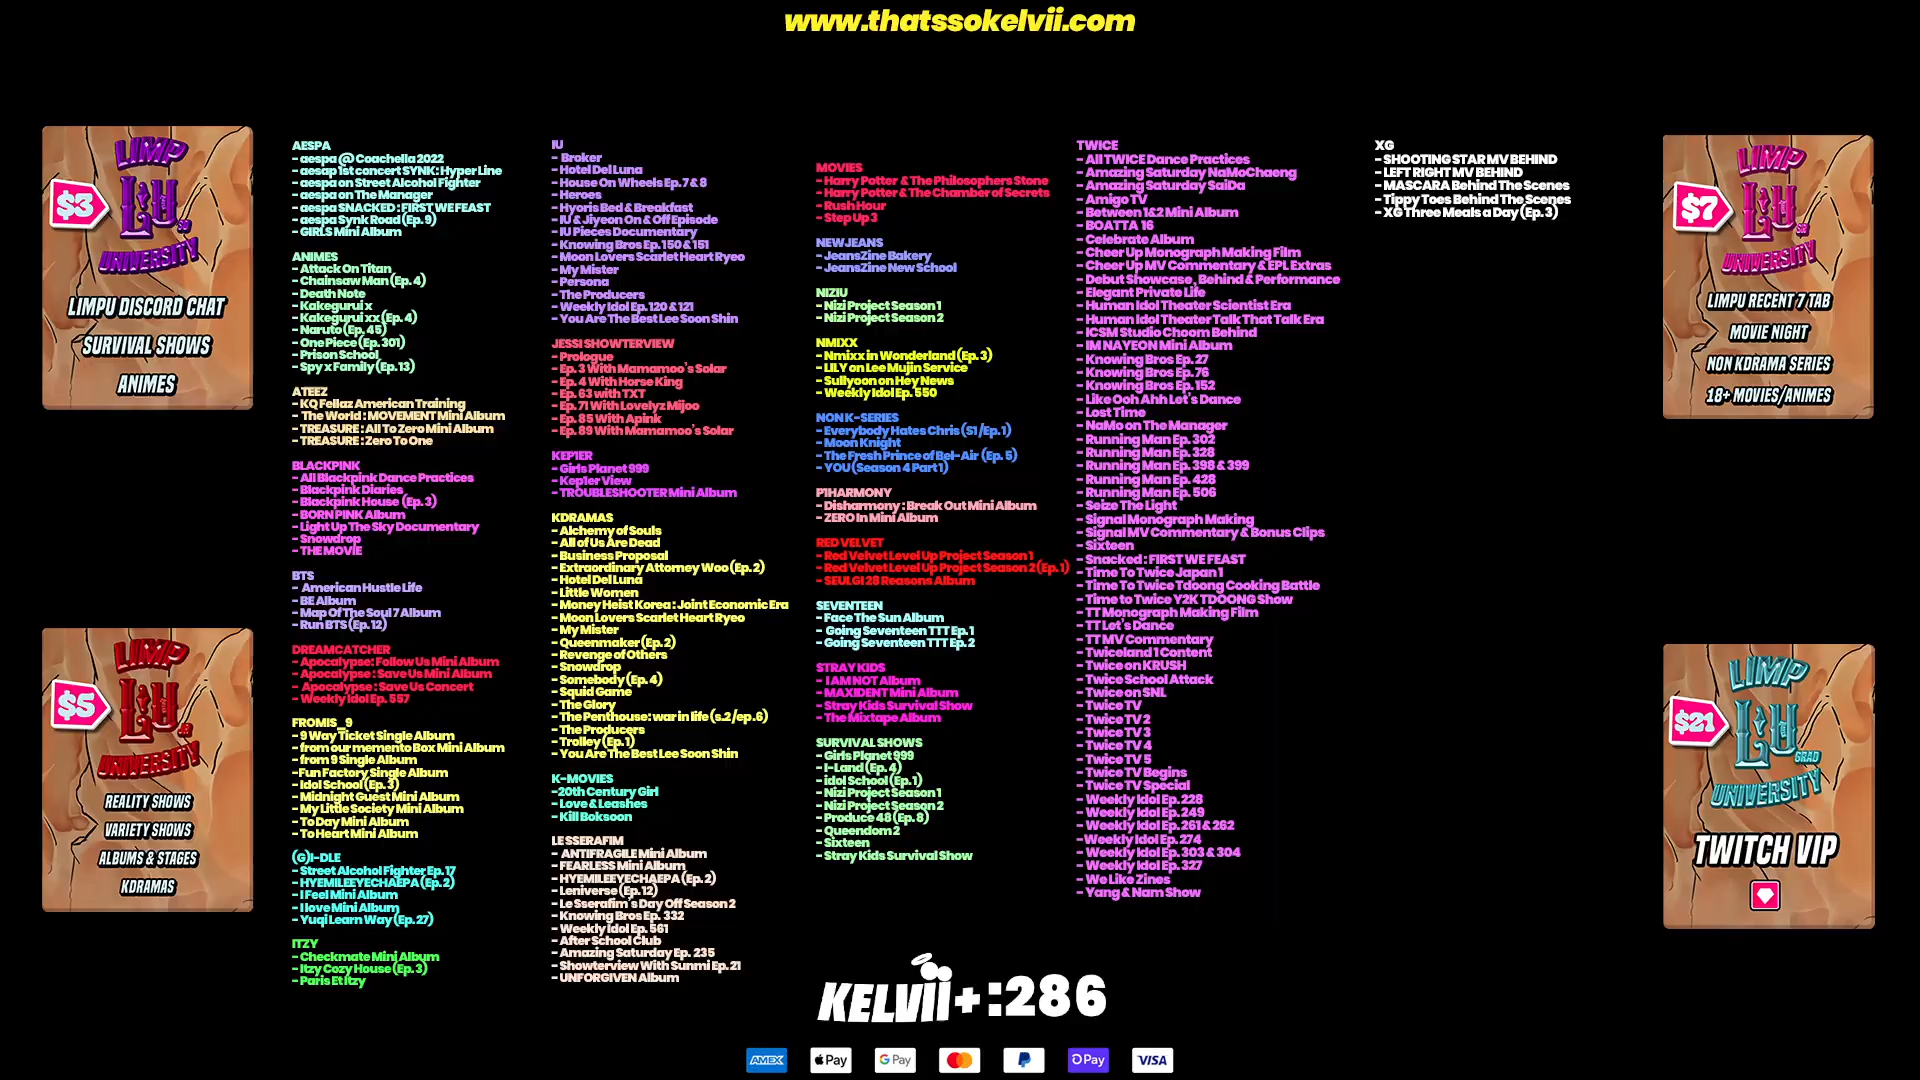 www.thatssokelvii.com
LIMP
$3
LU
UNIVERSITY
LIMPU DISCORD CHAT
SURVIVAL SHOWS
ANIMES
LIMP
$5
LU
JR
UNIVERSITY
REALITY SHOWS
VARIETY SHOWS
ALBUMS & STAGES
KDRAMAS
AESPA
- aespa @ Coachella 2022
- aesap 1st concert SYNK : Hyper Line
- aespa on Street Alcohol Fighter
- aespa on The Manager
- aespa SNACKED : FIRST WE FEAST
- aespa Synk Road (Ep. 9)
- GIRLS Mini Album
ANIMES
- Attack On Titan
- Chainsaw Man (Ep. 4)
- Death Note
- Kakegurui x
- Kakegurui xx (Ep. 4)
- Naruto (Ep. 45)
- One Piece (Ep. 301)
- Prison School
- Spy x Family (Ep. 13)
ATEEZ
- KQ Fellaz American Training
- The World : MOVEMENT Mini Album
- TREASURE : All To Zero Mini Album
- TREASURE : Zero To One
BLACKPINK
- All Blackpink Dance Practices
- Blackpink Diaries
- Blackpink House (Ep. 3)
- BORN PINK Album
- Light Up The Sky Documentary
- Snowdrop
- THE MOVIE
BTS
- American Hustle Life
- BE Album
- Map Of The Soul 7 Album
- Run BTS (Ep. 12)
DREAMCATCHER
- Apocalypse : Follow Us Mini Album
- Apocalypse : Save Us Mini Album
- Apocalypse : Save Us Concert
- Weekly Idol Ep. 557
FROMIS_9
- 9 Way Ticket Single Album
- from our memento Box Mini Album
- from 9 Single Album
-Fun Factory Single Album
- Idol School (Ep. 3)
- Midnight Guest Mini Album
- My Little Society Mini Album
- To Day Mini Album
- To Heart Mini Album
(G)I-DLE
- Street Alcohol Fighter Ep. 17
- HYEMILEEYECHAEPA (Ep. 2)
- I Feel Mini Album
- I love Mini Album
- Yuqi Learn Way (Ep. 27)
ITZY
- Checkmate Mini Album
- Itzy Cozy House (Ep. 3)
- Paris Et Itzy
IU
- Broker
- Hotel Del Luna
- House On Wheels Ep. 7 & 8
- Heroes
- Hyoris Bed & Breakfast
- IU & Jiyeon On & Off Episode
- IU Pieces Documentary
- Knowing Bros Ep. 150 & 151
- Moon Lovers Scarlet Heart Ryeo
- My Mister
- Persona
- The Producers
- Weekly Idol Ep. 120 & 121
- You Are The Best Lee Soon Shin
JESSI SHOWTERVIEW
- Prologue
- Ep. 3 With Mamamoo's Solar
- Ep. 4 With Horse King
- Ep. 63 with TXT
- Ep. 71 With Lovelyz Mijoo
- Ep. 85 With Apink
- Ep. 89 With Mamamoo's Solar
KEP1ER
- Girls Planet 999
- Kep1er View
- TROUBLESHOOTER Mini Album
KDRAMAS
- Alchemy of Souls
- All of Us Are Dead
- Business Proposal
- Extraordinary Attorney Woo (Ep. 2)
- Hotel Del Luna
- Little Women
- Money Heist Korea : Joint Economic Era
- Moon Lovers Scarlet Heart Ryeo
- My Mister
- Queenmaker (Ep. 2)
- Revenge of Others
- Snowdrop
- Somebody (Ep. 4)
- Squid Game
- The Glory
- The Penthouse: war in life (s.2/ep.6)
- The Producers
- Trolley (Ep. 1)
- You Are The Best Lee Soon Shin
K-MOVIES
-20th Century Girl
- Love & Leashes
- Kill Boksoon
LE SSERAFIM
- ANTIFRAGILE Mini Album
- FEARLESS Mini Album
- HYEMILEEYECHAEPA (Ep. 2)
- Leniverse (Ep. 12)
- Le Sserafim's Day Off Season 2
- Knowing Bros Ep. 332
- Weekly Idol Ep. 561
- After School Club
- Amazing Saturday Ep. 235
- Showterview With Sunmi Ep. 21
- UNFORGIVEN Album
MOVIES
- Harry Potter & The Philosophers Stone
- Harry Potter & The Chamber of Secrets
- Rush Hour
- Step Up 3
NEWJEANS
- JeansZine Bakery
- JeansZine New School
NIZIU
- Nizi Project Season 1
- Nizi Project Season 2
NMIXX
- Nmixx in Wonderland (Ep. 3)
- LILY on Lee Mujin Service
- Sullyoon on Hey News
- Weekly Idol Ep. 550
NON K-SERIES
- Everybody Hates Chris (S1/Ep. 1)
- Moon Knight
- The Fresh Prince of Bel-Air (Ep. 5)
- YOU (Season 4 Part 1)
P1HARMONY
- Disharmony : Break Out Mini Album
- ZERO In Mini Album
RED VELVET
- Red Velvet Level Up Project Season 1
- Red Velvet Level Up Project Season 2 (Ep. 1)
- SEULGI 28 Reasons Album
SEVENTEEN
- Face The Sun Album
- Going Seventeen TTT Ep. 1
- Going Seventeen TTT Ep. 2
STRAY KIDS
- I AM NOT Album
- MAXIDENT Mini Album
- Stray Kids Survival Show
- The Mixtape Album
SURVIVAL SHOWS
- Girls Planet 999
- I-Land (Ep. 4)
- idol School (Ep. 1)
- Nizi Project Season 1
- Nizi Project Season 2
- Produce 48 (Ep. 8)
- Queendom 2
- Sixteen
- Stray Kids Survival Show
TWICE
- All TWICE Dance Practices
- Amazing Saturday NaMoChaeng
- Amazing Saturday SaiDa
- Amigo TV
- Between 1&2 Mini Album
- BOATTA 16
- Celebrate Album
- Cheer Up Monograph Making Film
- Cheer Up MV Commentary & EPL Extras
- Debut Showcase, Behind & Performance
- Elegant Private Life
- Human Idol Theater Scientist Era
- Human Idol Theater Talk That Talk Era
- ICSM Studio Choom Behind
- IM NAYEON Mini Album
- Knowing Bros Ep. 27
- Knowing Bros Ep. 76
- Knowing Bros Ep. 152
- Like Ooh Ahh Let's Dance
- Lost Time
- NaMo on The Manager
- Running Man Ep. 302
- Running Man Ep. 328
- Running Man Ep. 398 & 399
- Running Man Ep. 428
- Running Man Ep. 506
- Seize The Light
- Signal Monograph Making
- Signal MV Commentary & Bonus Clips
- Sixteen
- Snacked : FIRST WE FEAST
- Time To Twice Japan 1
- Time To Twice Tdoong Cooking Battle
- Time to Twice Y2K TDOONG Show
- TT Monograph Making Film
- TT Let's Dance
- TT MV Commentary
- Twiceland 1 Content
- Twice on KRUSH
- Twice School Attack
- Twice on SNL
- Twice TV
- Twice TV 2
- Twice TV 3
- Twice TV 4
- Twice TV 5
- Twice TV Begins
- Twice TV Special
- Weekly Idol Ep. 228
- Weekly Idol Ep. 249
- Weekly Idol Ep. 261 & 262
-Weekly Idol Ep. 274
- Weekly Idol Ep. 303 & 304
- Weekly Idol Ep. 327
- We Like Zines
- Yang & Nam Show
XG
- SHOOTING STAR MV BEHIND
- LEFT RIGHT MV BEHIND
- MASCARA Behind The Scenes
- Tippy Toes Behind The Scenes
- XG Three Meals a Day (Ep. 3)
LIMP
$7
LU
SR
UNIVERSITY
LIMPU RECENT 7 TAB
MOVIE NIGHT
NON KDRAMA SERIES
18+ MOVIES/ANIMES
LIMP
$21
LU
GRAD
UNIVERSITY
TWITCH VIP
KELVii+ :286
AMEX Pay G Pay Pay VISA